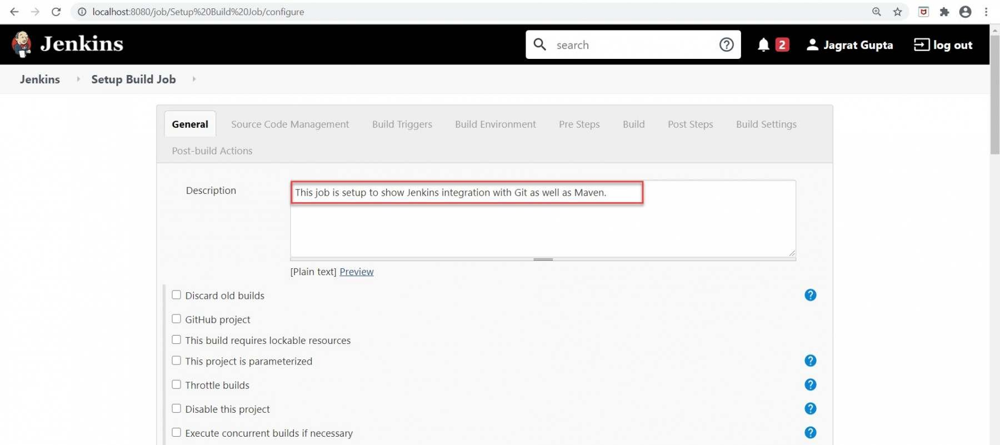 localhost:8080/job/Setup%20Build%20Job/configure
Jenkins
search
2
Jagrat Gupta
log out
Jenkins
Setup Build Job
General
Source Code Management
Build Triggers
Build Environment
Pre Steps
Build
Post Steps
Build Settings
Post-build Actions
Description
This job is setup to show Jenkins integration with Git as well as Maven.
[Plain text] Preview
Discard old builds
GitHub project
This build requires lockable resources
This project is parameterized
Throttle builds
Disable this project
Execute concurrent builds if necessary